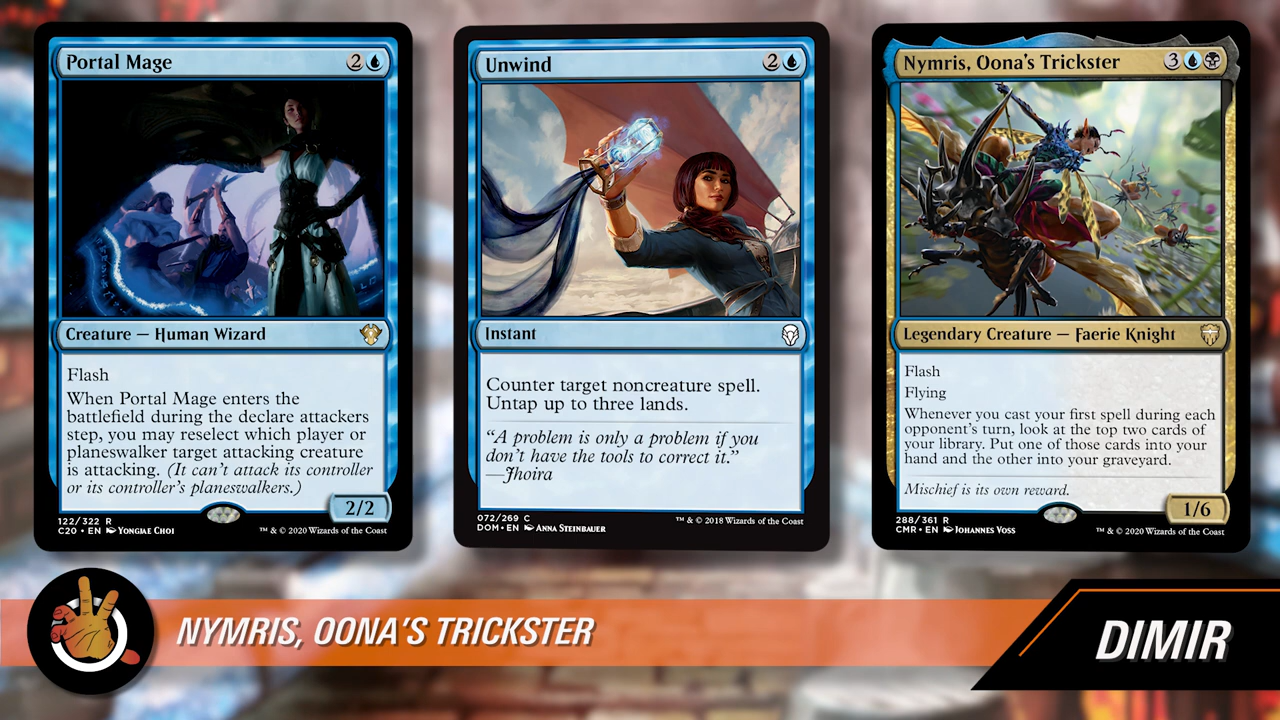 Portal Mage 2
Creature — Human Wizard
Flash
When Portal Mage enters the
battlefield during the declare attackers
step, you may reselect which player or
planeswalker target attacking creature
is attacking. (It can't attack its controller
or its controller's planeswalkers.)
2/2
122/322 R
C20 • EN Yongjae Choi
™ & © 2020 Wizards of the Coast
Unwind 2
Instant
Counter target noncreature spell.
Untap up to three lands.
"A problem is only a problem if you
don't have the tools to correct it."
—Jhoira
072/269 C
DOM • EN Anna Steinbauer
™ & © 2018 Wizards of the Coast
Nymris, Oona's Trickster 3
Legendary Creature — Faerie Knight
Flash
Flying
Whenever you cast your first spell during each
opponent's turn, look at the top two cards of
your library. Put one of those cards into your
hand and the other into your graveyard.
Mischief is its own reward.
1/6
288/361 R
CMR • EN Johannes Voss
™ & © 2020 Wizards of the Coast
NYMRIS, OONA'S TRICKSTER
DIMIR